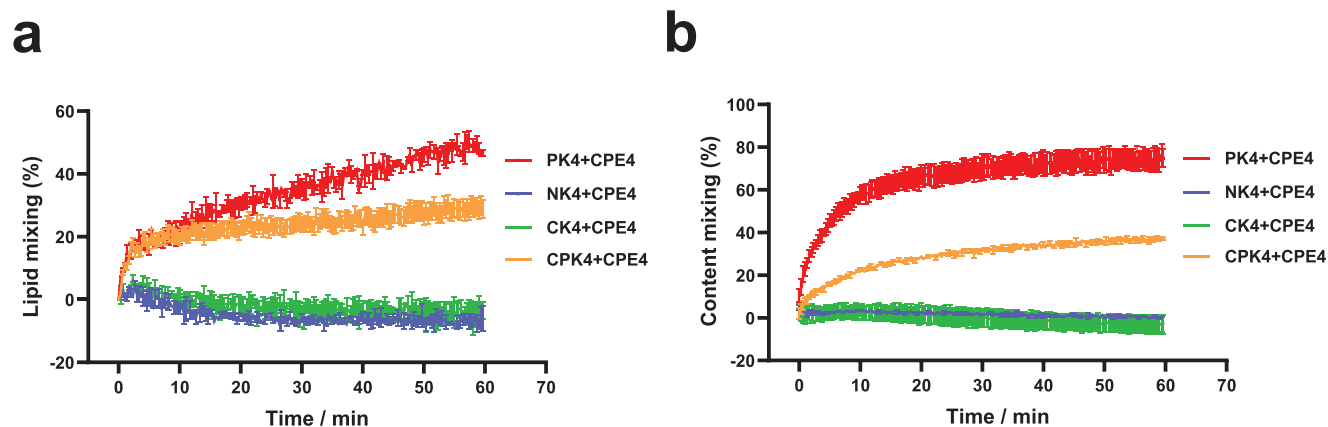 a
60
40
20
0
-20
Lipid mixing (%)
0 10 20 30 40 50 60 70
Time / min
PK4+CPE4
NK4+CPE4
CK4+CPE4
CPK4+CPE4
b
100
80
60
40
20
0
-20
Content mixing (%)
0 10 20 30 40 50 60 70
Time / min
PK4+CPE4
NK4+CPE4
CK4+CPE4
CPK4+CPE4